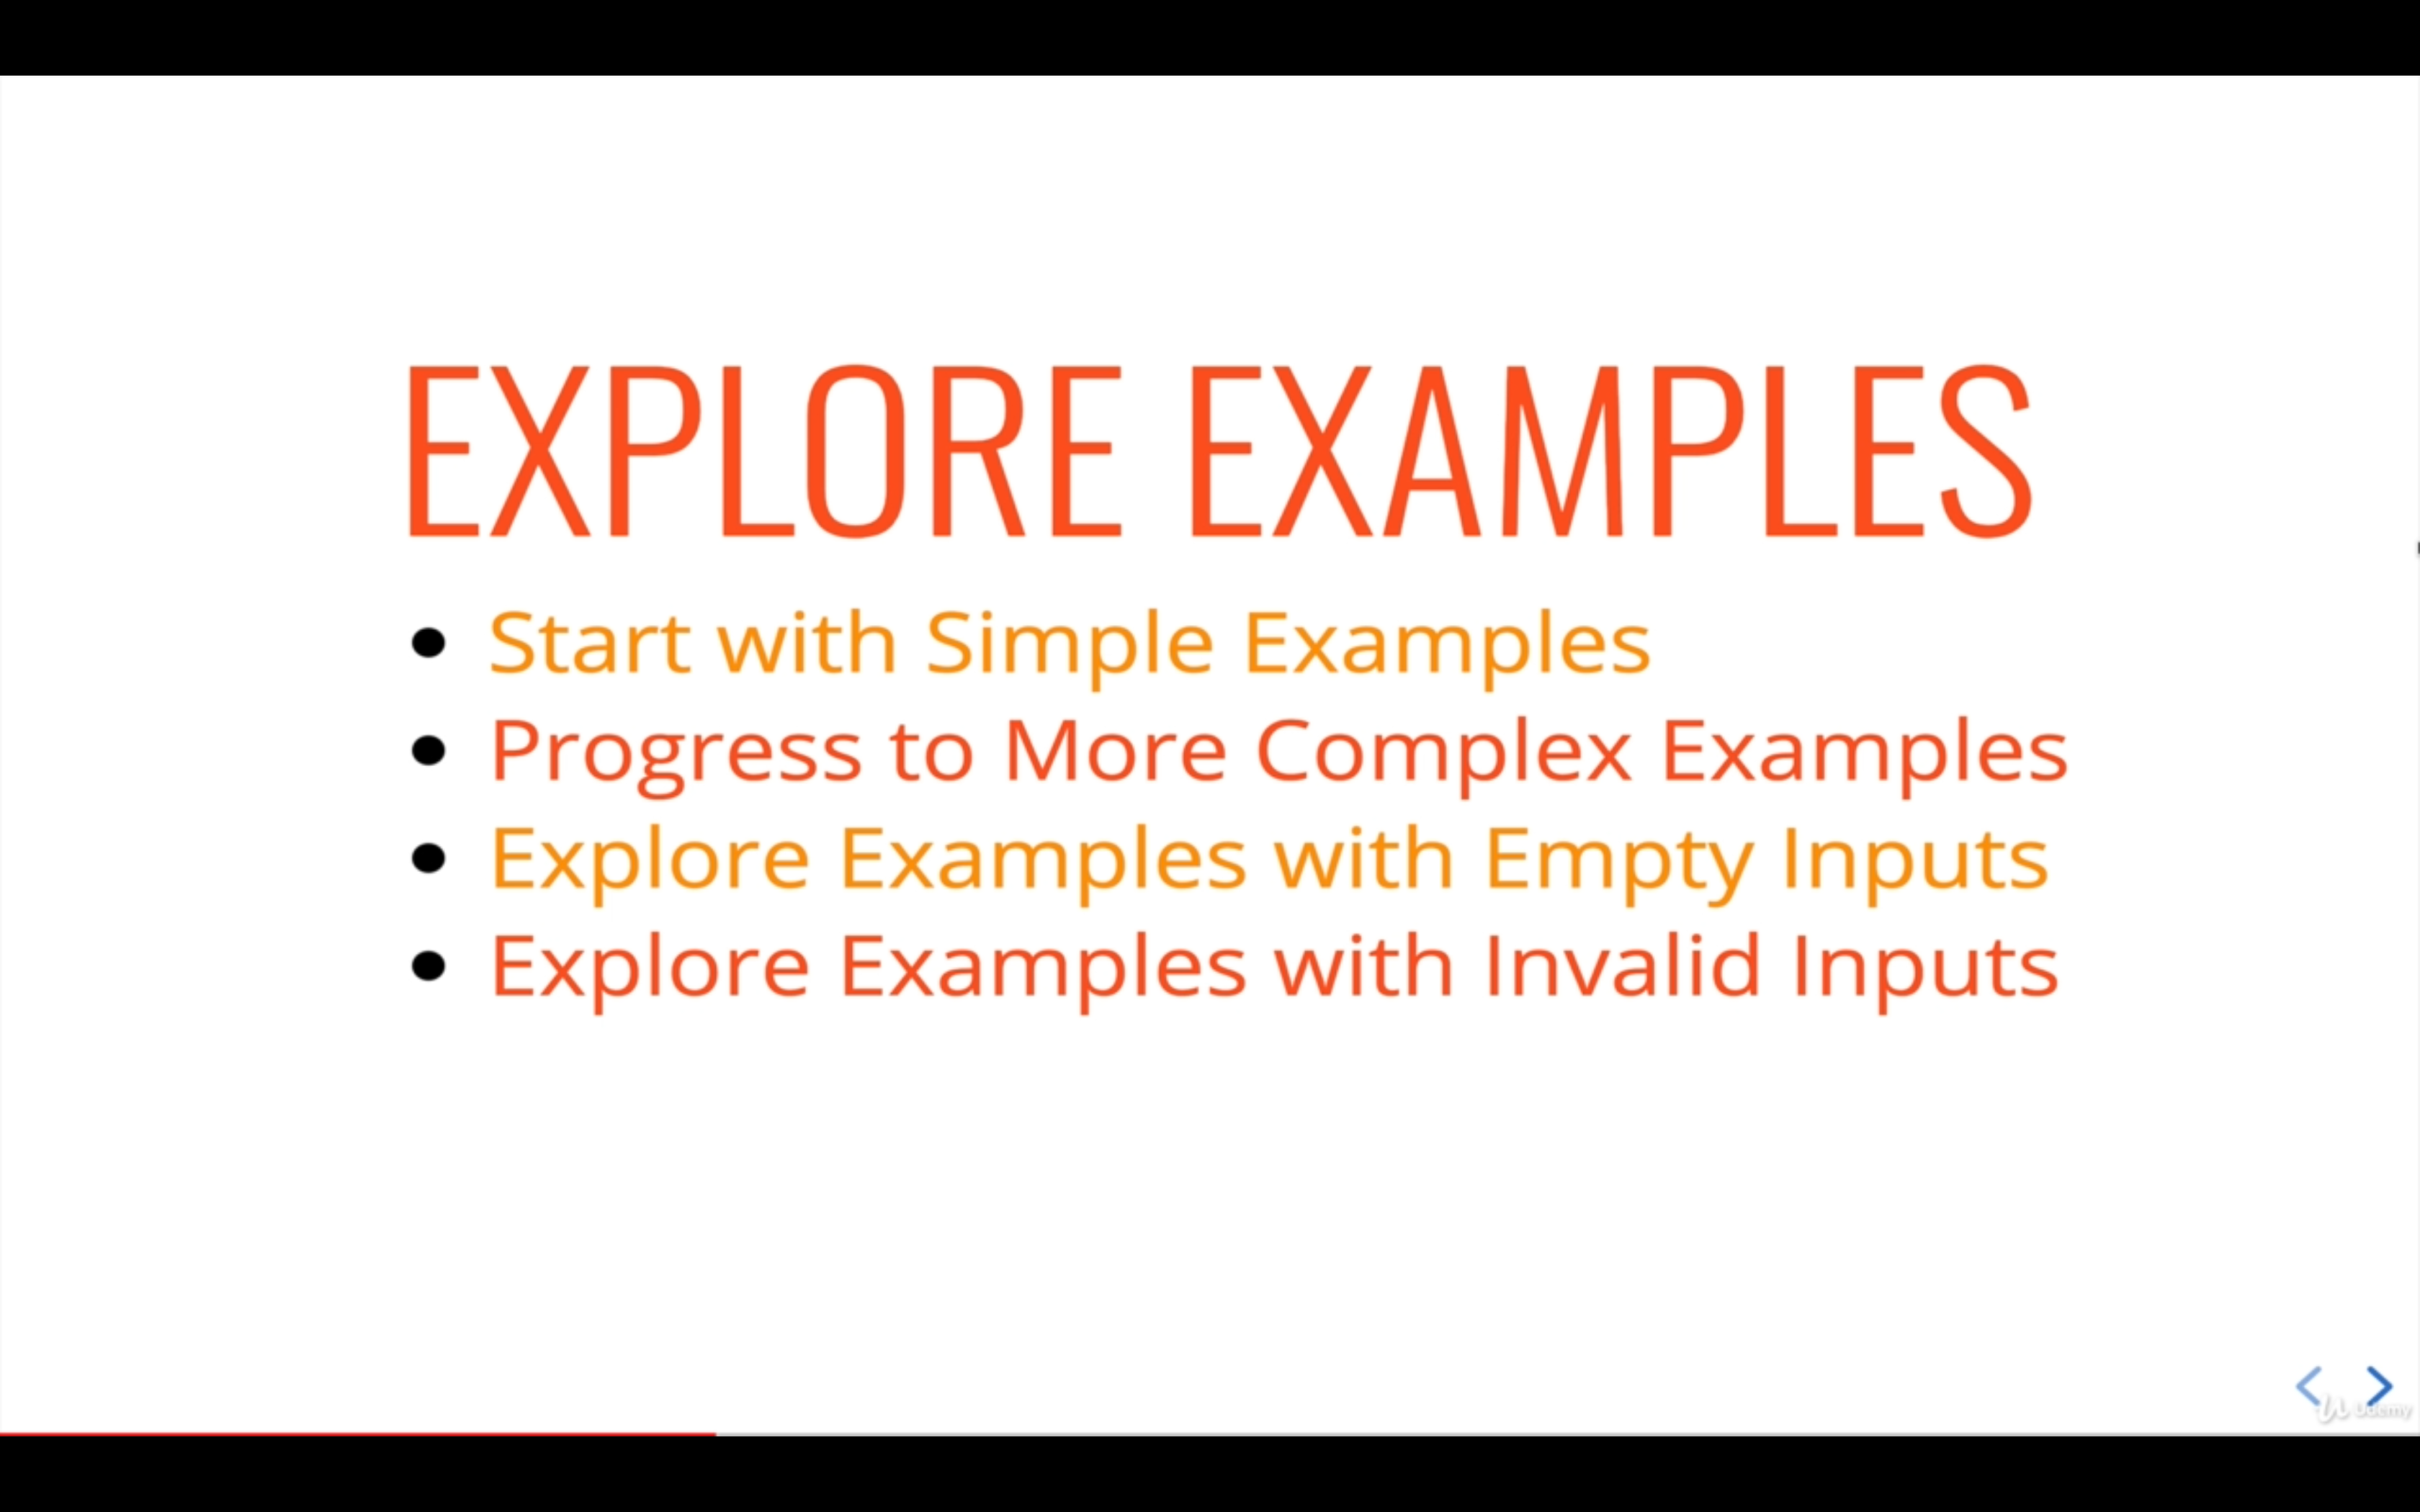 EXPLORE EXAMPLES
• Start with Simple Examples
• Progress to More Complex Examples
• Explore Examples with Empty Inputs
• Explore Examples with Invalid Inputs
Udemy